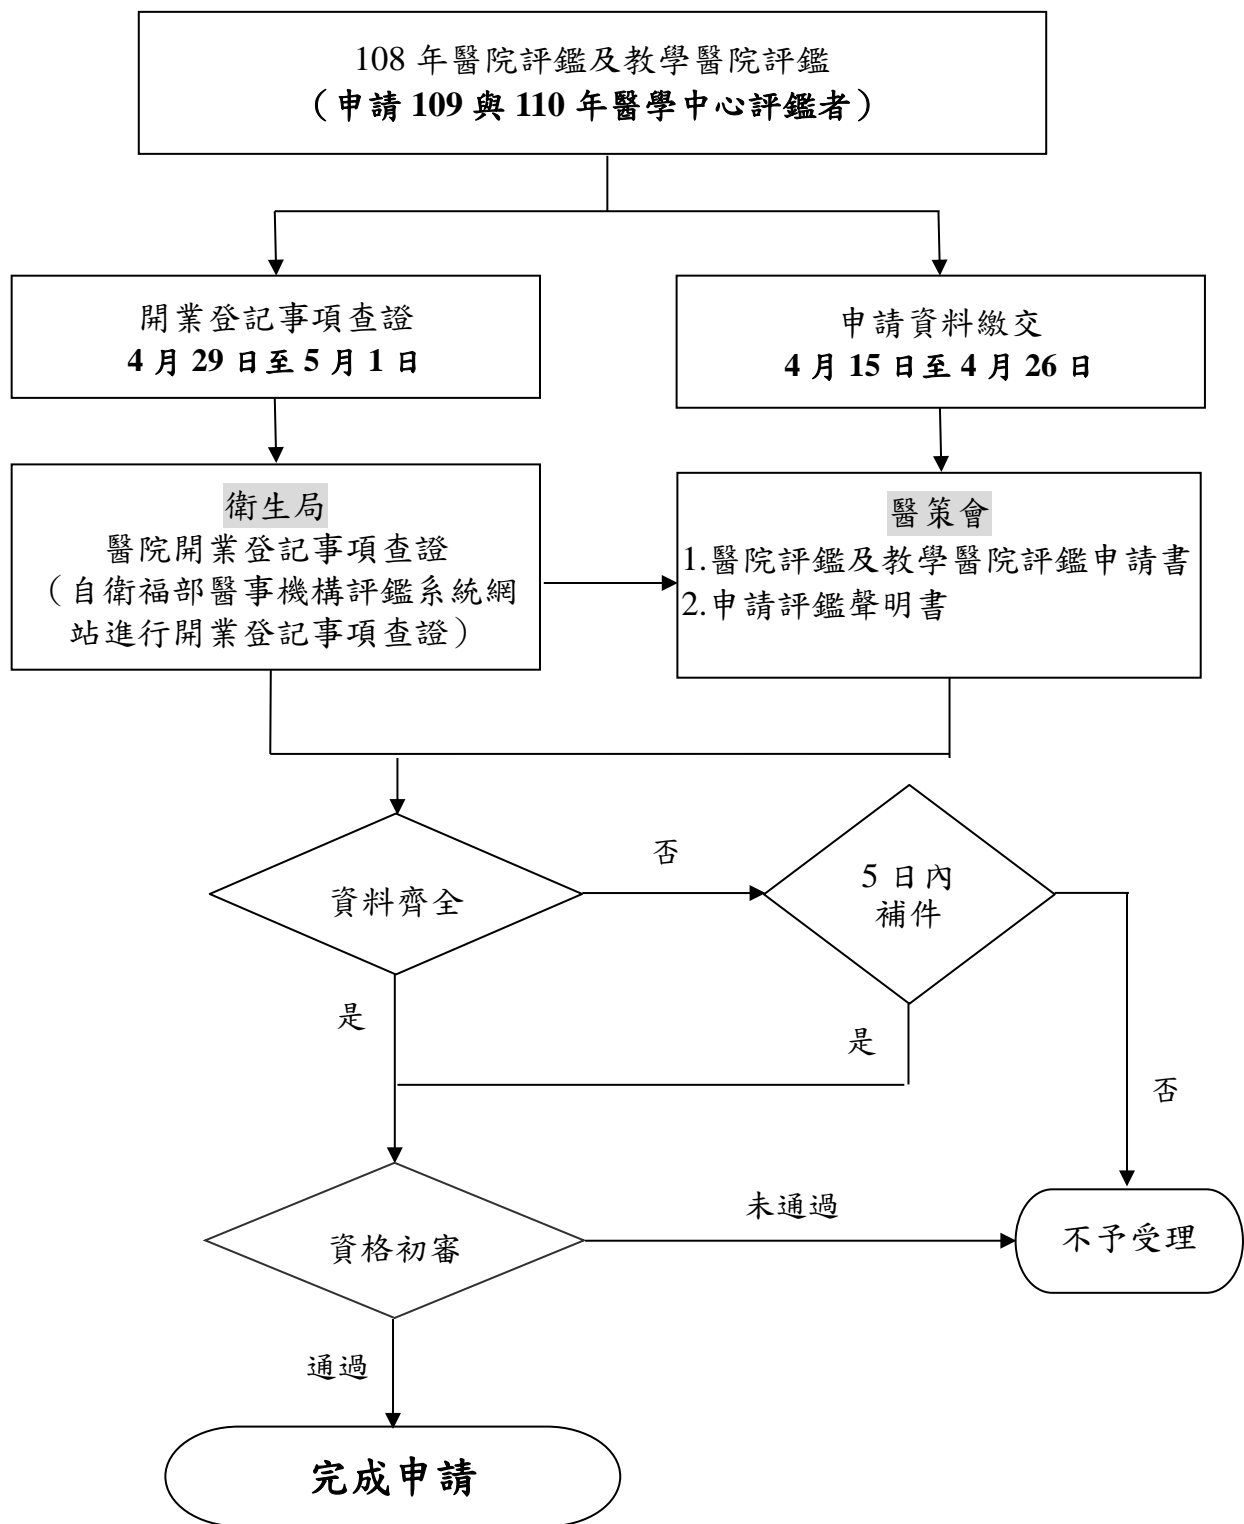 108 年醫院評鑑及教學醫院評鑑
（申請 109 與 110 年醫學中心評鑑者）
開業登記事項查證
4 月 29 日至 5 月 1 日
申請資料繳交
4 月 15 日至 4 月 26 日
衛生局
醫院開業登記事項查證
（自衛福部醫事機構評鑑系統網
站進行開業登記事項查證）
醫策會
1.醫院評鑑及教學醫院評鑑申請書
2.申請評鑑聲明書
資料齊全
否
5 日內
補件
是
是
否
資格初審
未通過
不予受理
通過
完成申請